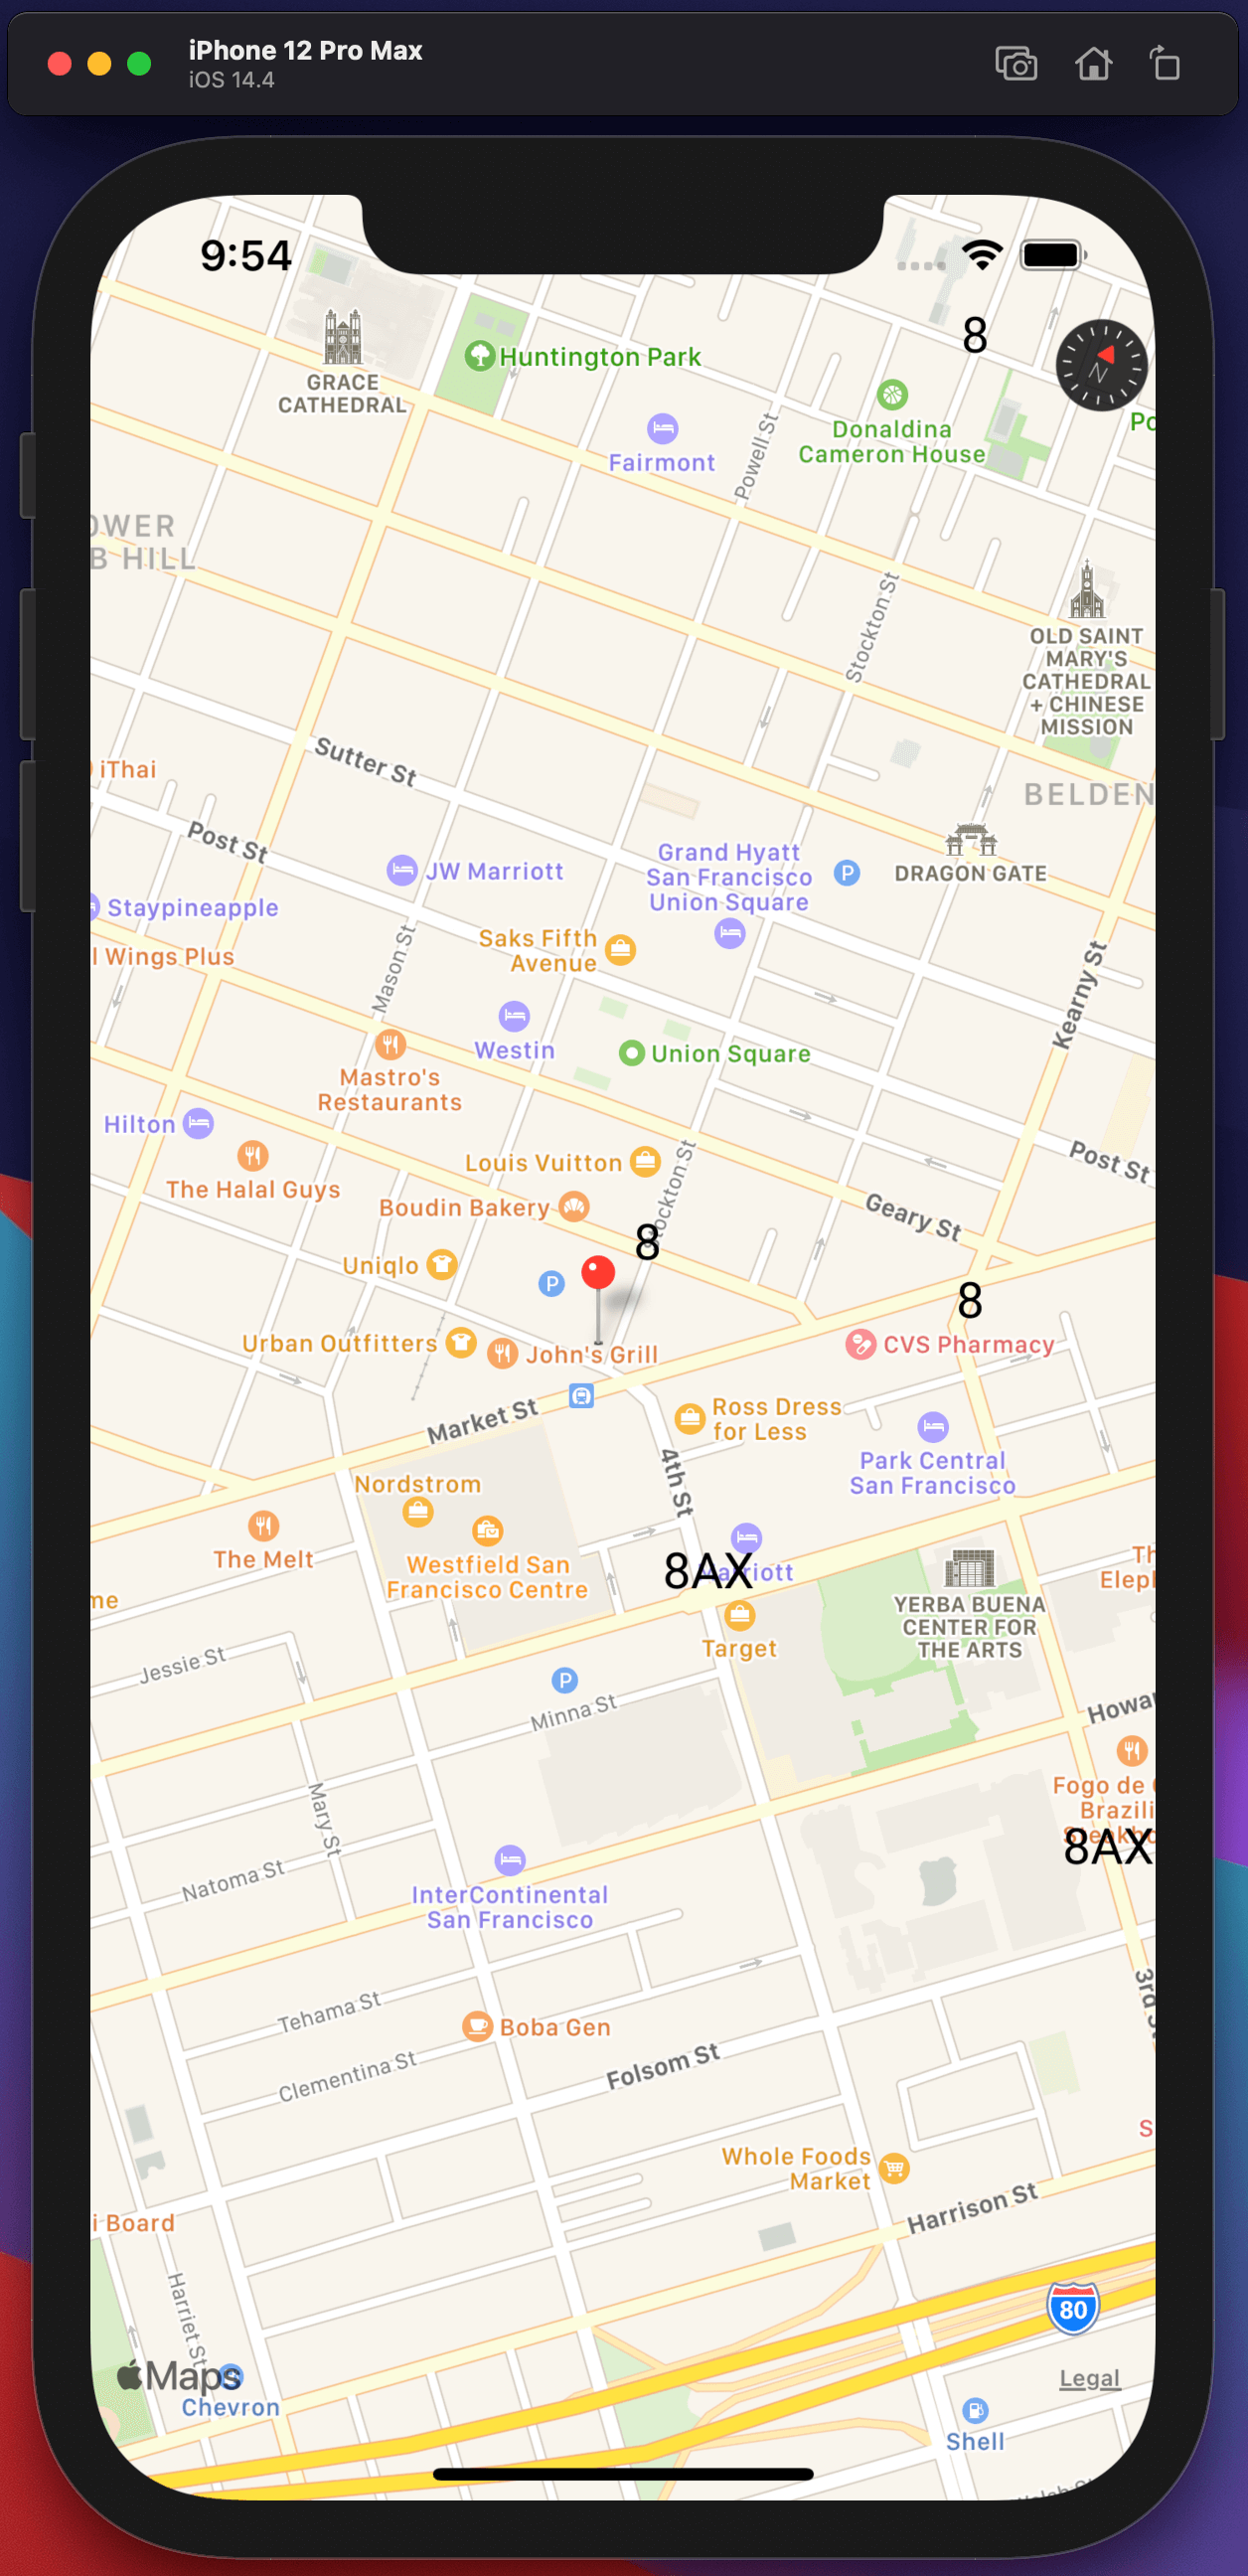 iPhone 12 Pro Max
iOS 14.4
9:54
8
N
GRACE
CATHEDRAL
Huntington Park
Fairmont
Powell St
Donaldina
Cameron House
Po
OWER
B HILL
Stockton St
OLD SAINT
MARY'S
CATHEDRAL
+ CHINESE
MISSION
Sutter St
iThai
BELDEN
Post St
JW Marriott
Grand Hyatt
San Francisco
Union Square
P
DRAGON GATE
Staypineapple
Saks Fifth
Avenue
l Wings Plus
Mason St
Kearny St
Westin
Union Square
Mastro's
Restaurants
Hilton
The Halal Guys
Louis Vuitton
Stockton St
Post St
Boudin Bakery
Geary St
8
Uniqlo
P
8
Urban Outfitters
John's Grill
CVS Pharmacy
Market St
Ross Dress
for Less
4th St
Park Central
San Francisco
Nordstrom
The Melt
Westfield San
Francisco Centre
8AX
Marriott
me
Th
Eleph
YERBA BUENA
CENTER FOR
THE ARTS
Target
Jessie St
P
Minna St
Howar
Mary St
Fogo de
Brazili
Steakho
8AX
Natoma St
InterContinental
San Francisco
3rd St
Tehama St
Boba Gen
Clementina St
Folsom St
S
Whole Foods
Market
Harrison St
i Board
Harriet St
80
Maps
Chevron
Legal
Shell